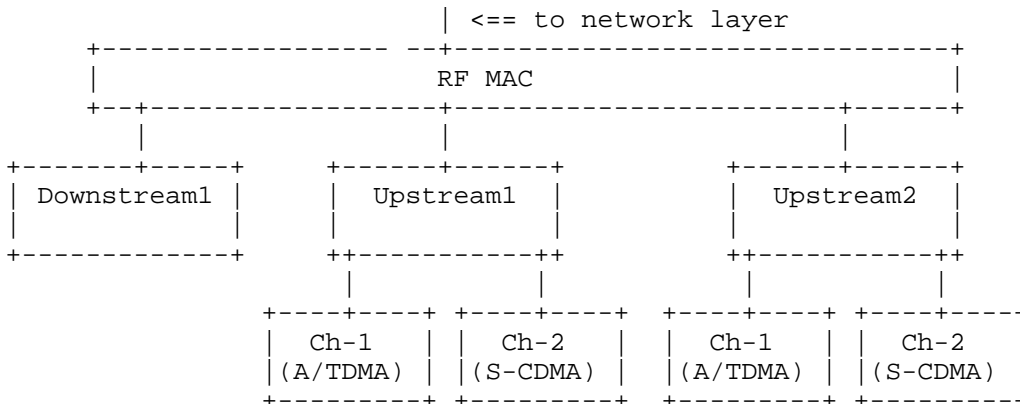 <== to network layer
RF MAC
Downstream1 Upstream1 Upstream2
Ch-1 Ch-2 Ch-1 Ch-2
(A/TDMA) (S-CDMA) (A/TDMA) (S-CDMA)